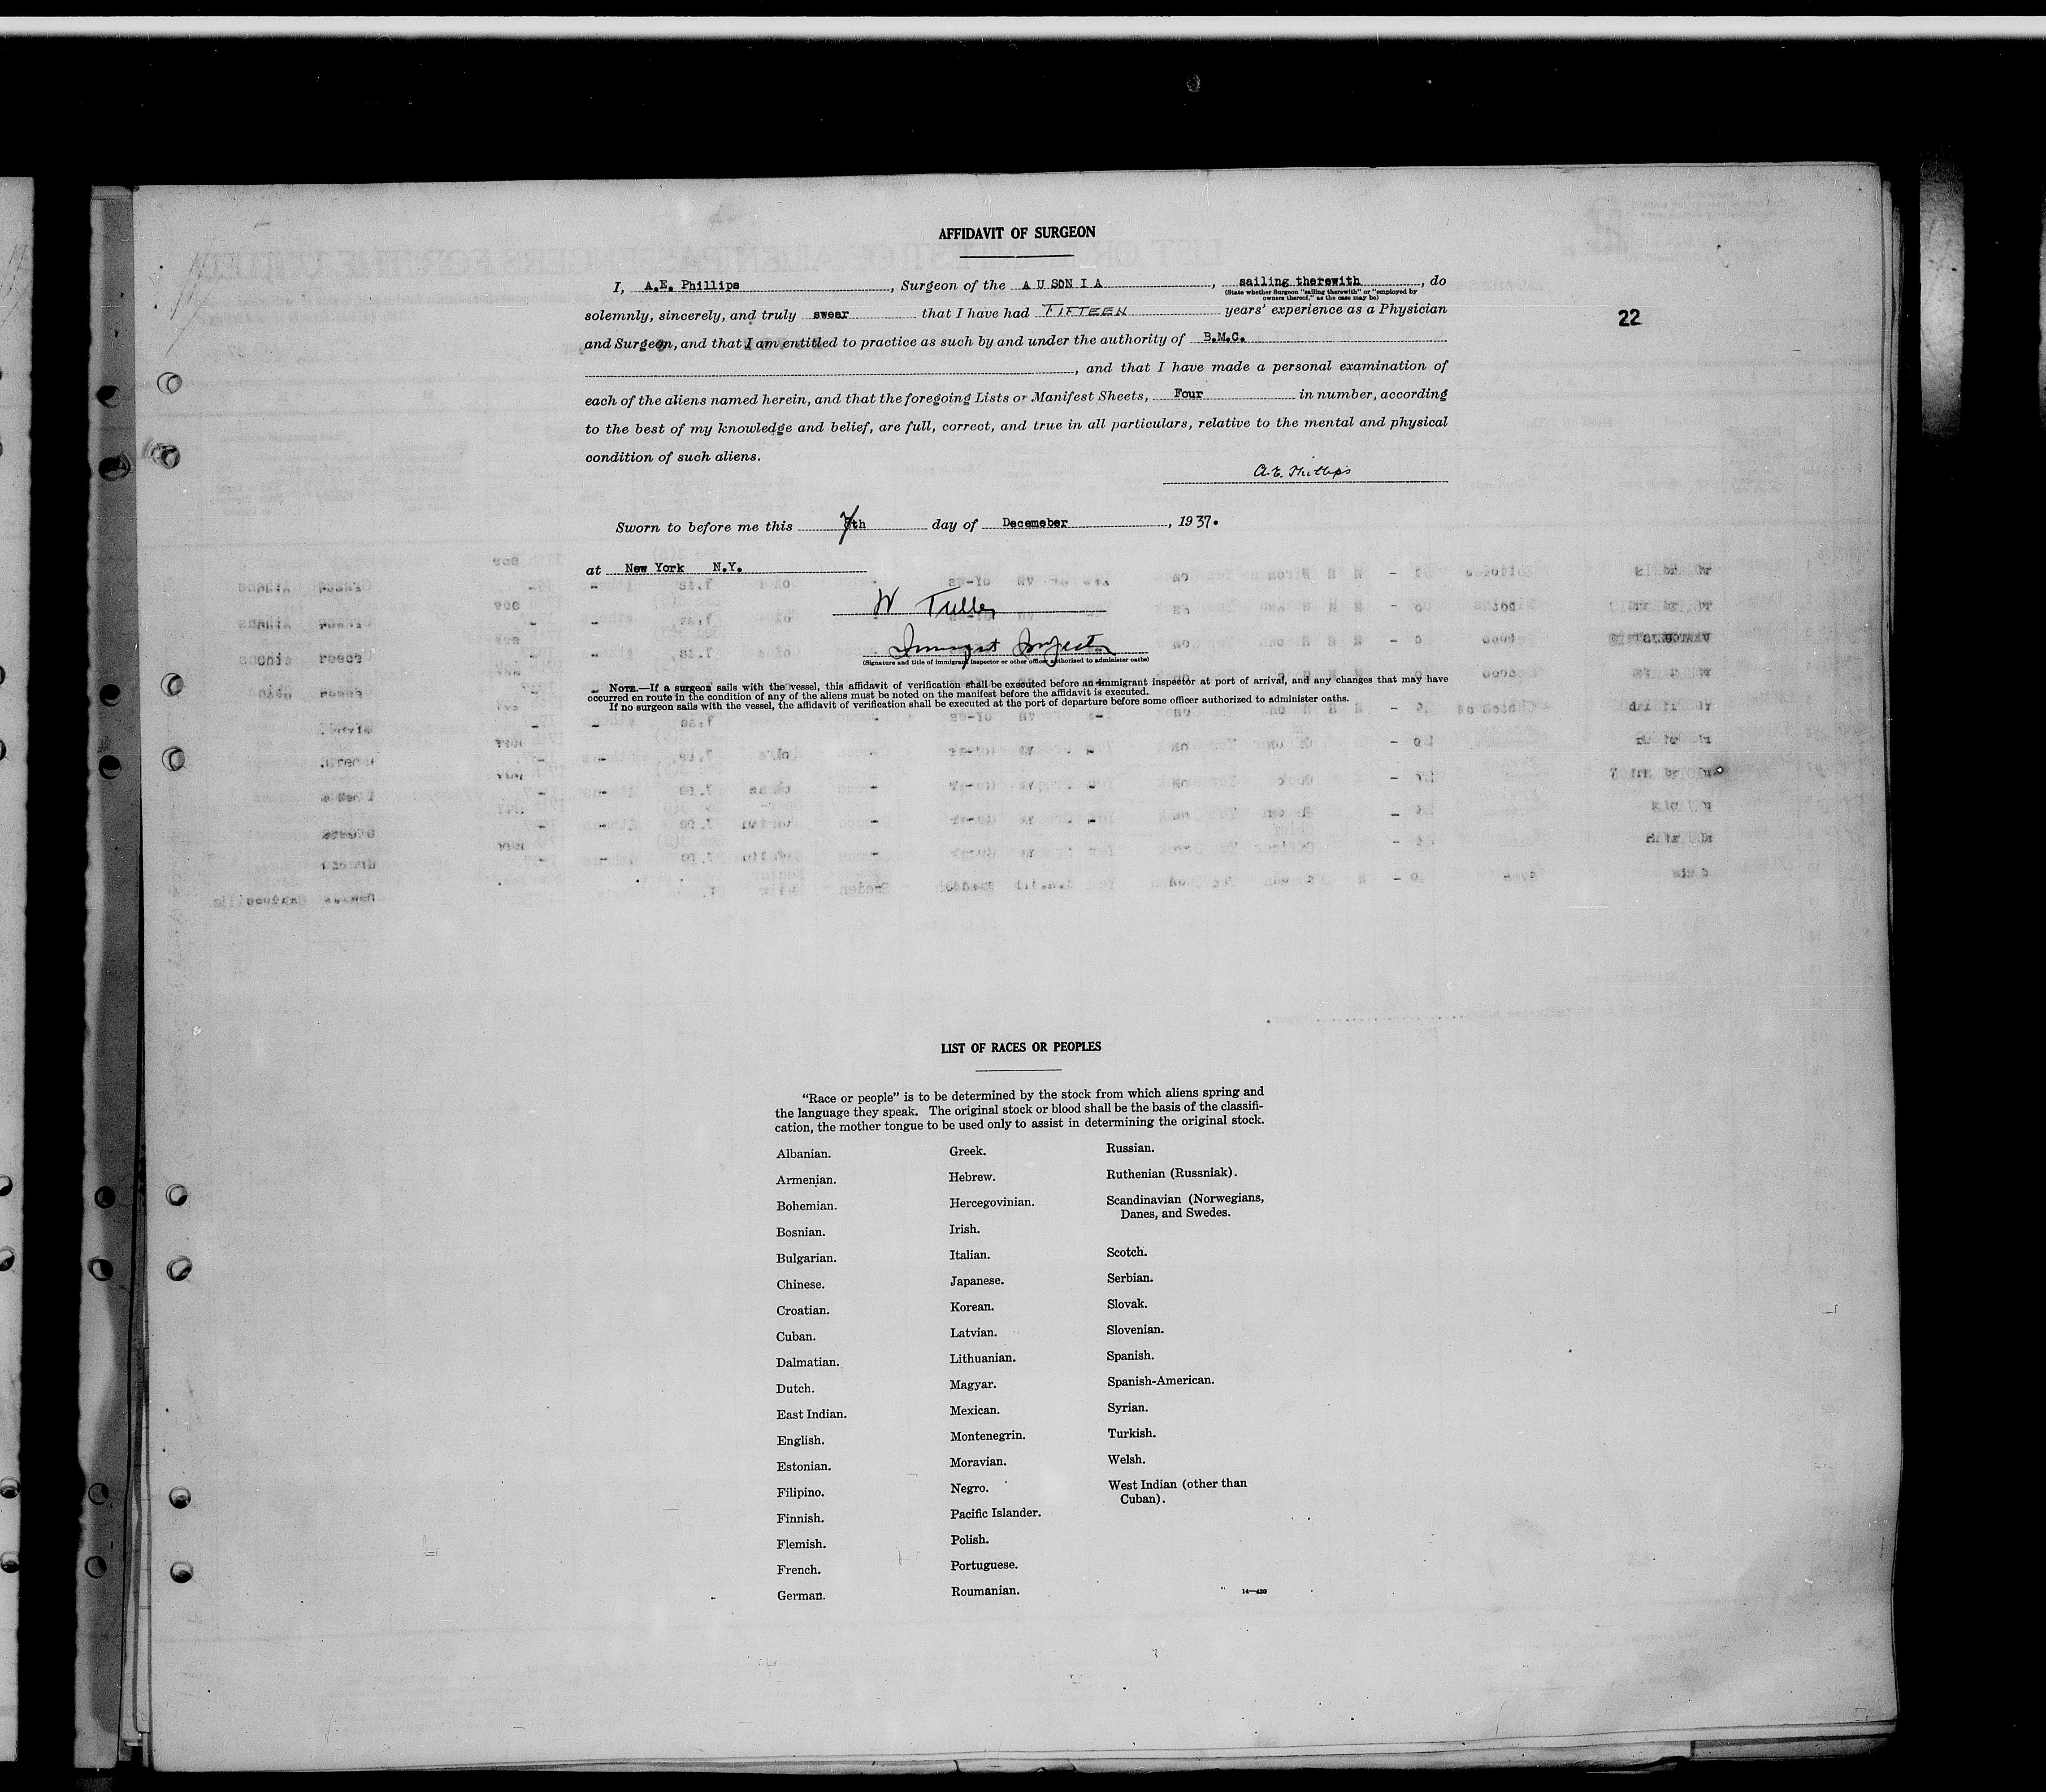 AFFIDAVIT OF SURGEON
I, A.E. Phillips, Surgeon of the A U SON I A, sailing therewith, do
(State whether Surgeon "sailing therewith" or "employed by
owners thereof," as the case may be)
solemnly, sincerely, and truly swear that I have had FIFTEEN years' experience as a Physician
22
and Surgeon, and that I am entitled to practice as such by and under the authority of B.M.C.
, and that I have made a personal examination of
each of the aliens named herein, and that the foregoing Lists or Manifest Sheets, Four in number, according
to the best of my knowledge and belief, are full, correct, and true in all particulars, relative to the mental and physical
condition of such aliens.
A.E. Phillips
Sworn to before me this 7th day of Decemeber, 1937.
at New York N.Y.
W Tuller
Immigrant Inspector
(Signature and title of immigrant inspector or other officer authorized to administer oaths)
NOTE.—If a surgeon sails with the vessel, this affidavit of verification shall be executed before an immigrant inspector at port of arrival, and any changes that may have
occurred en route in the condition of any of the aliens must be noted on the manifest before the affidavit is executed.
If no surgeon sails with the vessel, the affidavit of verification shall be executed at the port of departure before some officer authorized to administer oaths.
LIST OF RACES OR PEOPLES
"Race or people" is to be determined by the stock from which aliens spring and
the language they speak. The original stock or blood shall be the basis of the classifi-
cation, the mother tongue to be used only to assist in determining the original stock.
Albanian.
Armenian.
Bohemian.
Bosnian.
Bulgarian.
Chinese.
Croatian.
Cuban.
Dalmatian.
Dutch.
East Indian.
English.
Estonian.
Filipino.
Finnish.
Flemish.
French.
German.
Greek.
Hebrew.
Hercegovinian.
Irish.
Italian.
Japanese.
Korean.
Latvian.
Lithuanian.
Magyar.
Mexican.
Montenegrin.
Moravian.
Negro.
Pacific Islander.
Polish.
Portuguese.
Roumanian.
Russian.
Ruthenian (Russniak).
Scandinavian (Norwegians,
Danes, and Swedes.
Scotch.
Serbian.
Slovak.
Slovenian.
Spanish.
Spanish-American.
Syrian.
Turkish.
Welsh.
West Indian (other than
Cuban).
14—430